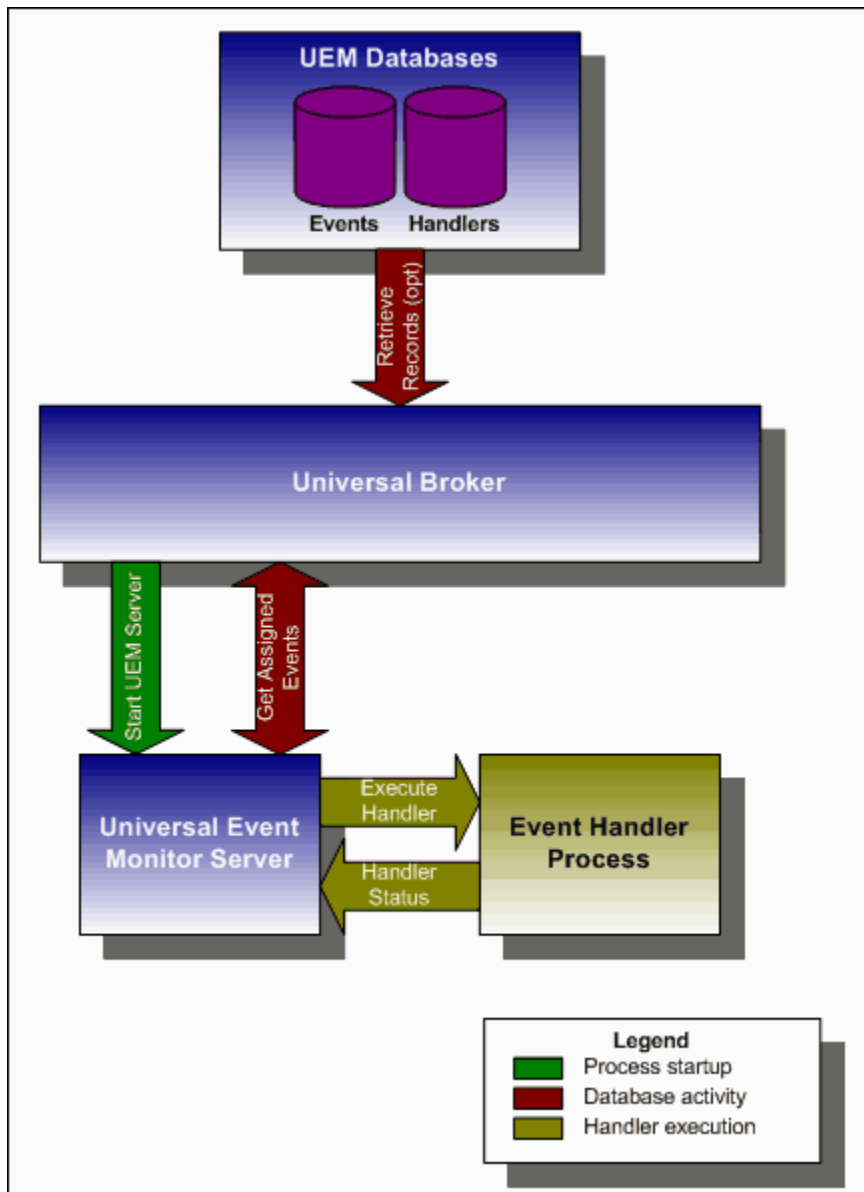 UEM Databases
Events
Handlers
Retrieve
Records (opt)
Universal Broker
Start UEM Server
Get Assigned
Events
Universal Event
Monitor Server
Execute
Handler
Handler
Status
Event Handler
Process
Legend
Process startup
Database activity
Handler execution